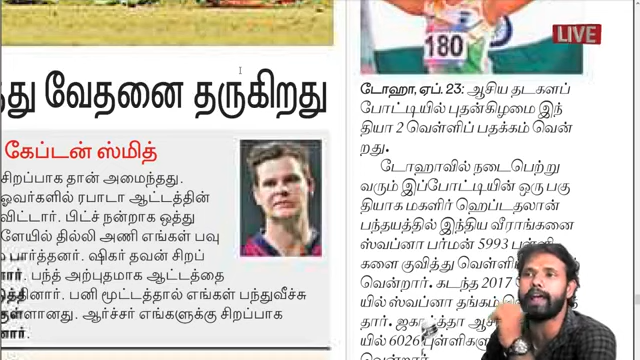 வேதனை தருகிறது
கேப்டன் ஸ்மித்
சிறப்பாக தான் அமைந்தது.
ஓவர்களில் ரபாடா ஆட்டத்தின்
விட்டார். பிட்ச் நன்றாக ஒத்து
ளேயில் தில்லி அணி எங்கள் பவு
பார்த்தனர். ஷிகர் தவன் சிறப்
னார். பந்த் அற்புதமாக ஆட்டத்தை
த்தினார். பனி மூட்டத்தால் எங்கள் பந்துவீச்சு
ள்ளானது. ஆர்ச்சர் எங்களுக்கு சிறப்பாக
னார்.
180
LIVE
டோஹா, ஏப். 23: ஆசிய தடகளப்
போட்டியில் புதன்கிழமை இந்
தியா 2 வெள்ளிப் பதக்கம் வென்
றது.
டோஹாவில் நடைபெற்று
வரும் இப்போட்டியின் ஒரு பகு
தியாக மகளிர் ஹெப்டதலான்
பந்தயத்தில் இந்திய வீராங்கனை
ஸ்வப்னா பர்மன் 5993 புள்ளி
களை குவித்து வெள்ளி
வென்றார். கடந்த 2017
யில் ஸ்வப்னா தங்கம்
தார். ஜகார்த்தா ஆசி
யில் 6026 புள்ளிகள்
வென்றார்